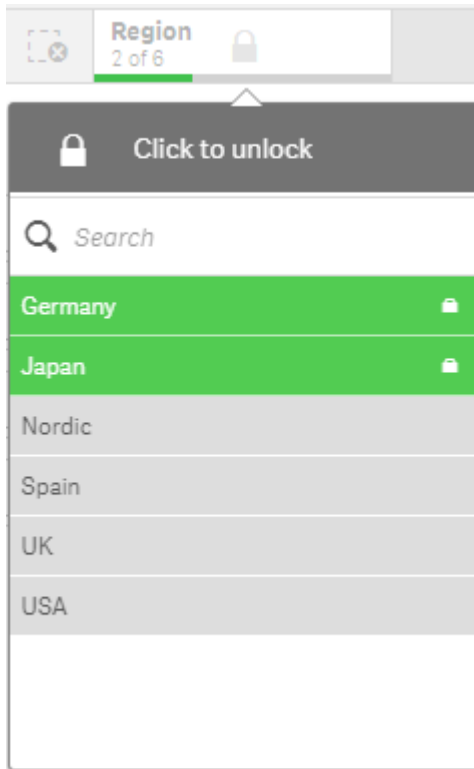 Region
2 of 6
Click to unlock
Search
Germany
Japan
Nordic
Spain
UK
USA